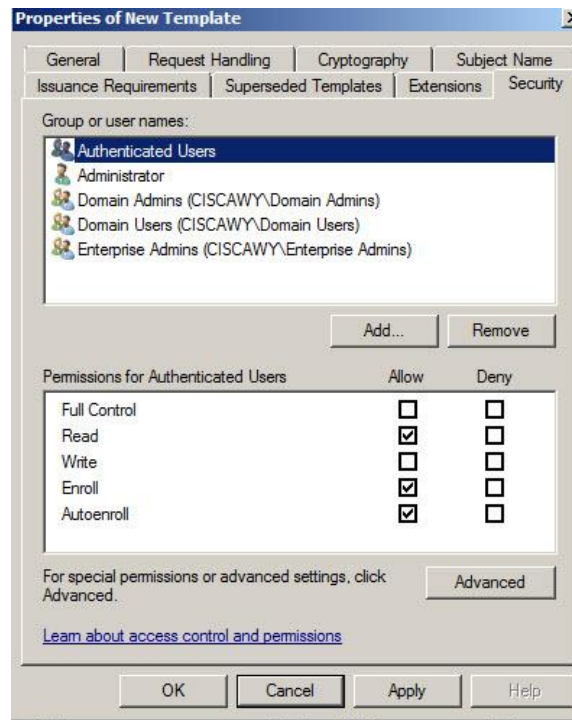 Properties of New Template
General Request Handling Cryptography Subject Name
Issuance Requirements Superseded Templates Extensions Security
Group or user names:
Authenticated Users
Administrator
Domain Admins (CISCAWY\Domain Admins)
Domain Users (CISCAWY\Domain Users)
Enterprise Admins (CISCAWY\Enterprise Admins)
Add... Remove
Permissions for Authenticated Users Allow Deny
Full Control
Read
Write
Enroll
Autoenroll
For special permissions or advanced settings, click
Advanced.
Advanced
Learn about access control and permissions
OK Cancel Apply Help